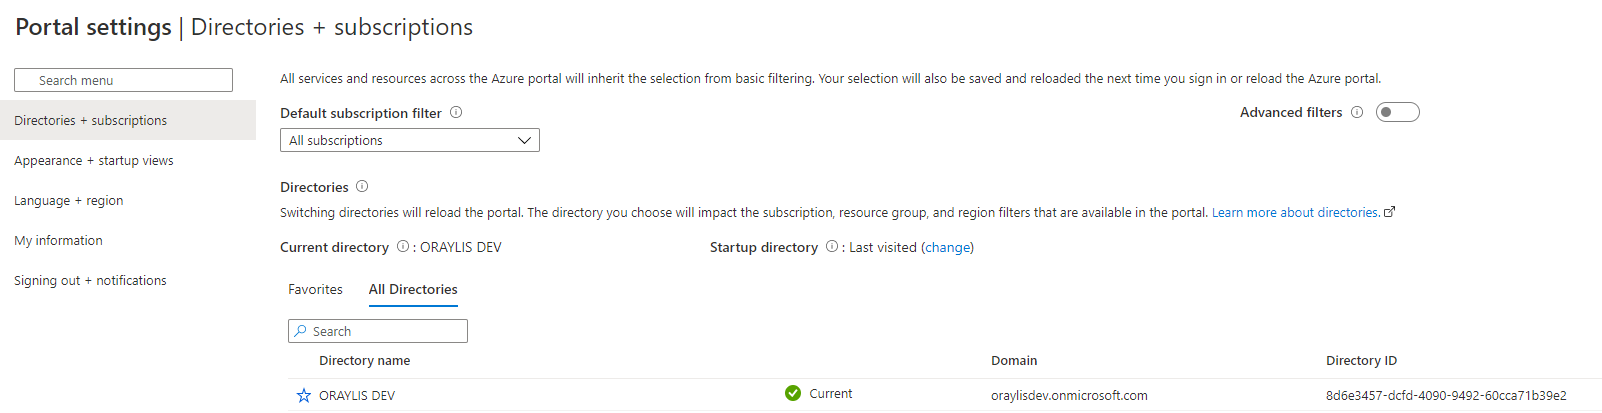 Portal settings | Directories + subscriptions
Search menu
Directories + subscriptions
Appearance + startup views
Language + region
My information
Signing out + notifications
All services and resources across the Azure portal will inherit the selection from basic filtering. Your selection will also be saved and reloaded the next time you sign in or reload the Azure portal.
Default subscription filter
Advanced filters
All subscriptions
Directories
Switching directories will reload the portal. The directory you choose will impact the subscription, resource group, and region filters that are available in the portal. Learn more about directories.
Current directory : ORAYLIS DEV
Startup directory : Last visited (change)
Favorites All Directories
Search
Directory name Domain Directory ID
ORAYLIS DEV Current oraylisdev.onmicrosoft.com 8d6e3457-dcfd-4090-9492-60cca71b39e2